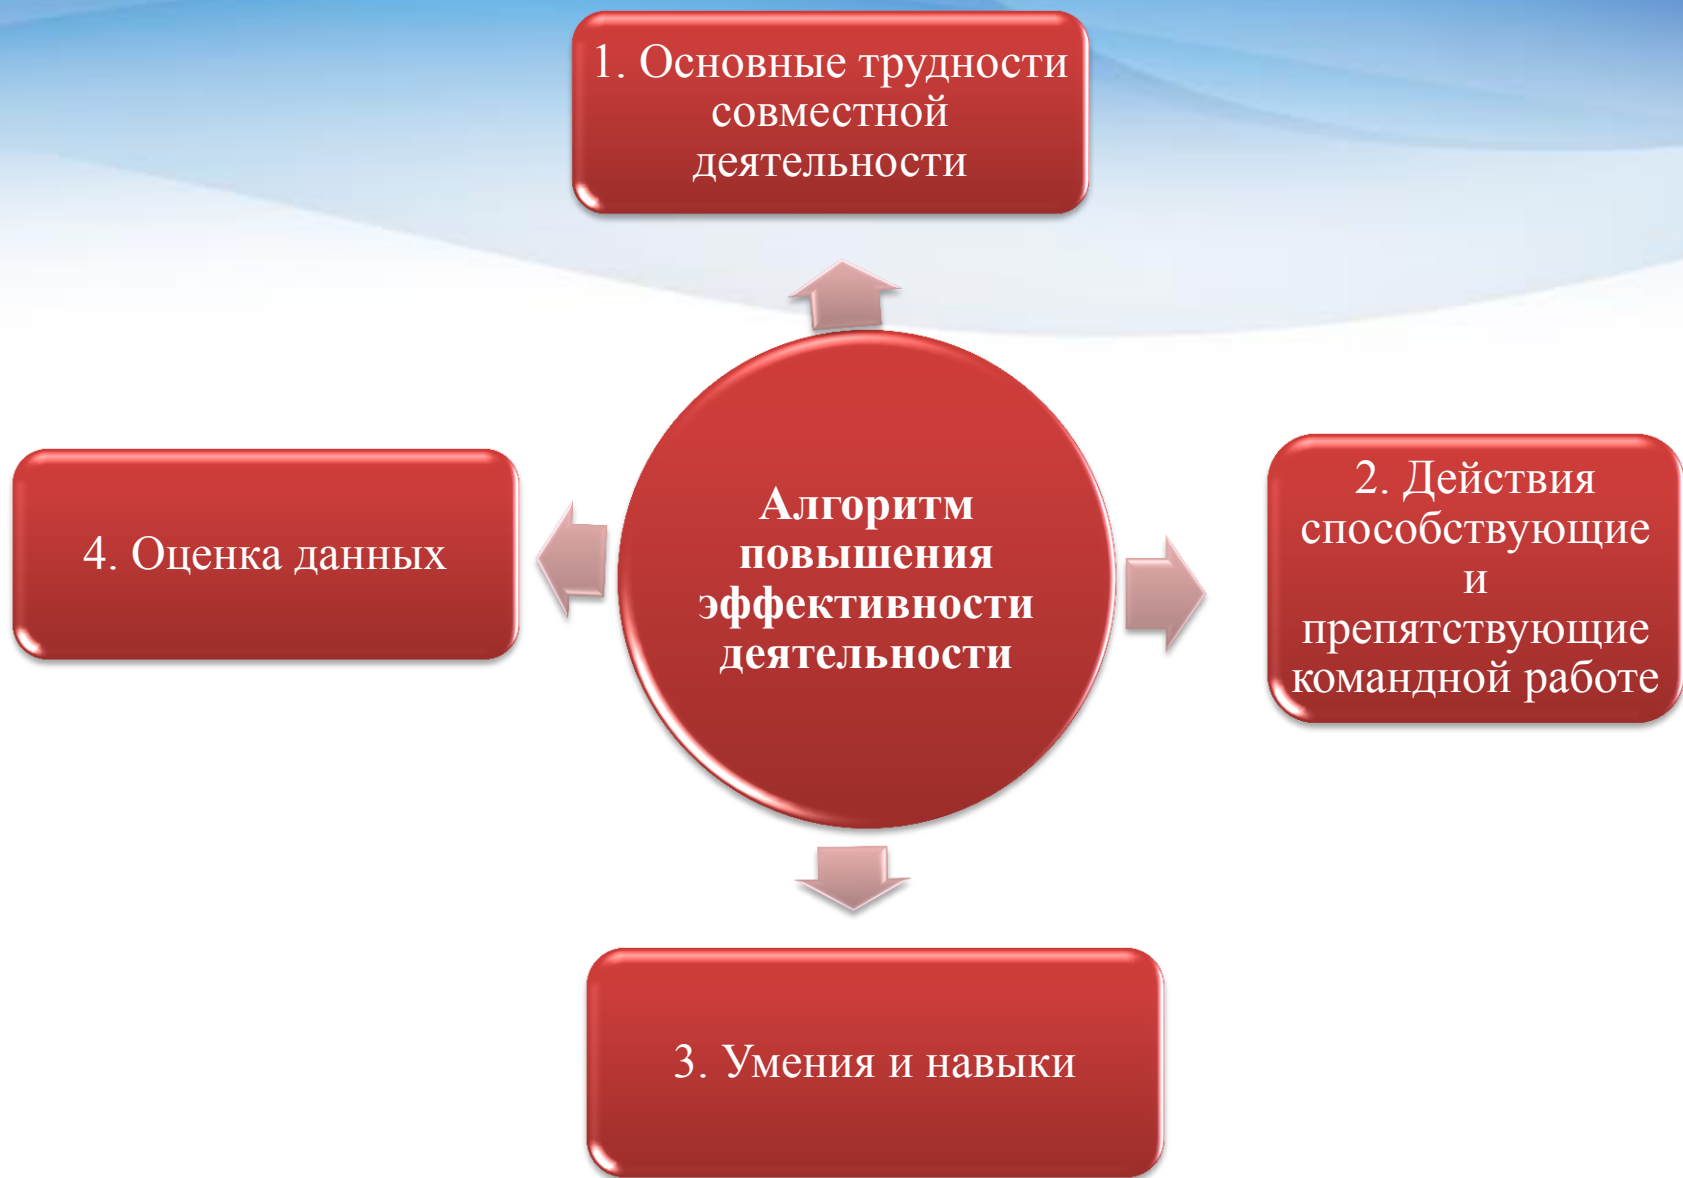 1. Основные трудности
совместной
деятельности
Алгоритм
повышения
эффективности
деятельности
2. Действия
способствующие
и
препятствующие
командной работе
3. Умения и навыки
4. Оценка данных